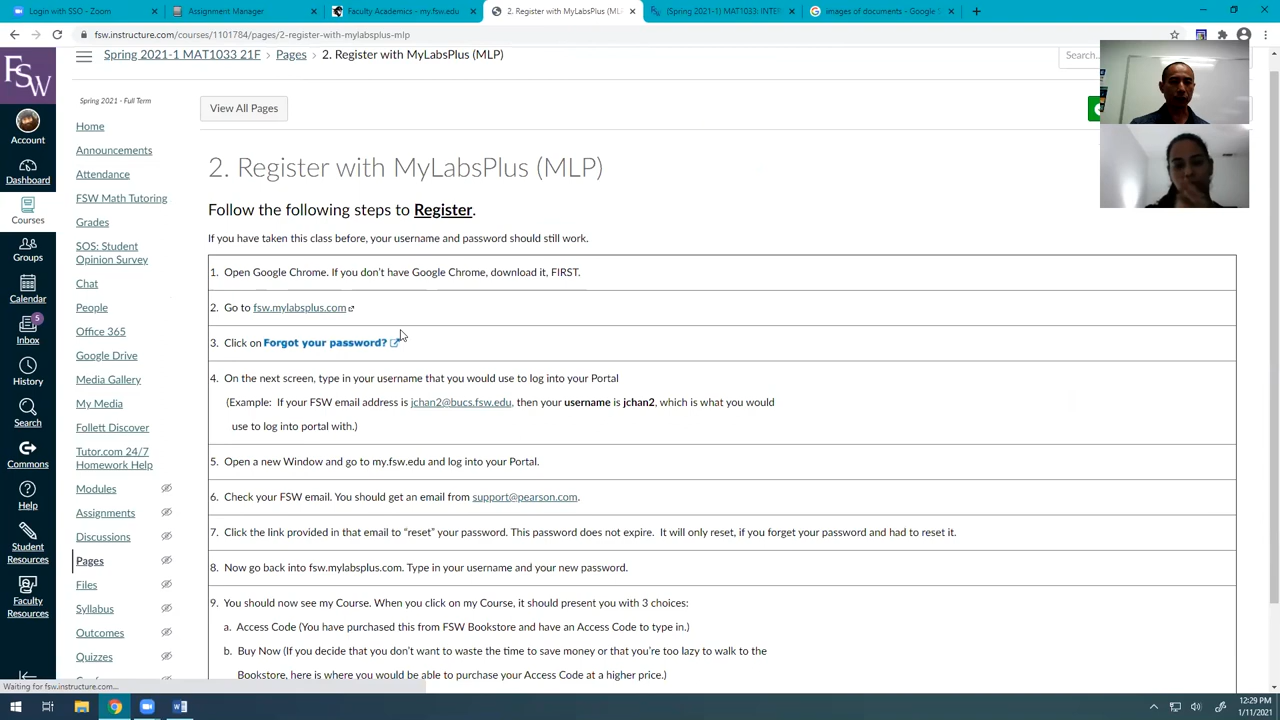 Login with SSO - Zoom
Assignment Manager
Faculty Academics - my.fsw.edu
2. Register with MyLabsPlus (MLP
(Spring 2021-1) MAT1033: INTER
images of documents - Google S
fsw.instructure.com/courses/1101784/pages/2-register-with-mylabsplus-mlp
FSW
Account
Dashboard
Courses
Groups
Calendar
5
Inbox
History
Search
Commons
Help
Student
Resources
Faculty
Resources
Spring 2021-1 MAT1033 21F > Pages > 2. Register with MyLabsPlus (MLP)
Search...
Spring 2021 - Full Term
Home
Announcements
Attendance
FSW Math Tutoring
Grades
SOS: Student
Opinion Survey
Chat
People
Office 365
Google Drive
Media Gallery
My Media
Follett Discover
Tutor.com 24/7
Homework Help
Modules
Assignments
Discussions
Pages
Files
Syllabus
Outcomes
Quizzes
View All Pages
2. Register with MyLabsPlus (MLP)
Follow the following steps to Register.
If you have taken this class before, your username and password should still work.
1. Open Google Chrome. If you don't have Google Chrome, download it, FIRST.
2. Go to fsw.mylabsplus.com
3. Click on Forgot your password?
4. On the next screen, type in your username that you would use to log into your Portal
(Example: If your FSW email address is jchan2@bucs.fsw.edu, then your username is jchan2, which is what you would
use to log into portal with.)
5. Open a new Window and go to my.fsw.edu and log into your Portal.
6. Check your FSW email. You should get an email from support@pearson.com.
7. Click the link provided in that email to "reset" your password. This password does not expire. It will only reset, if you forget your password and had to reset it.
8. Now go back into fsw.mylabsplus.com. Type in your username and your new password.
9. You should now see my Course. When you click on my Course, it should present you with 3 choices:
a. Access Code (You have purchased this from FSW Bookstore and have an Access Code to type in.)
b. Buy Now (If you decide that you don't want to waste the time to save money or that you're too lazy to walk to the
Bookstore, here is where you would be able to purchase your Access Code at a higher price.)
Waiting for fsw.instructure.com...
12:29 PM
1/11/2021